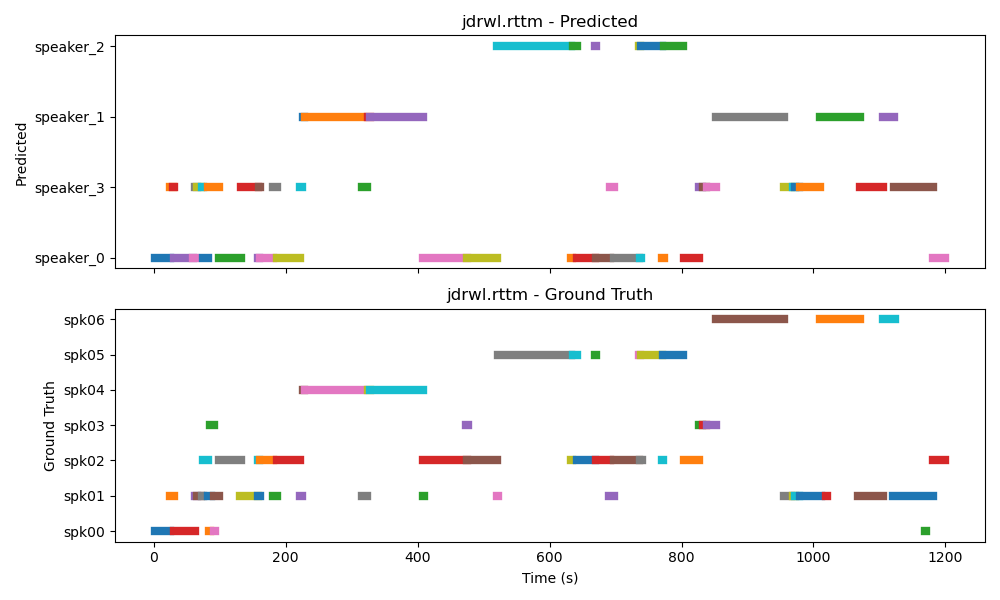 jdrwl.rttm - Predicted
Predicted
speaker_2
speaker_1
speaker_3
speaker_0
jdrwl.rttm - Ground Truth
Ground Truth
spk06
spk05
spk04
spk03
spk02
spk01
spk00
0 200 400 600 800 1000 1200
Time (s)